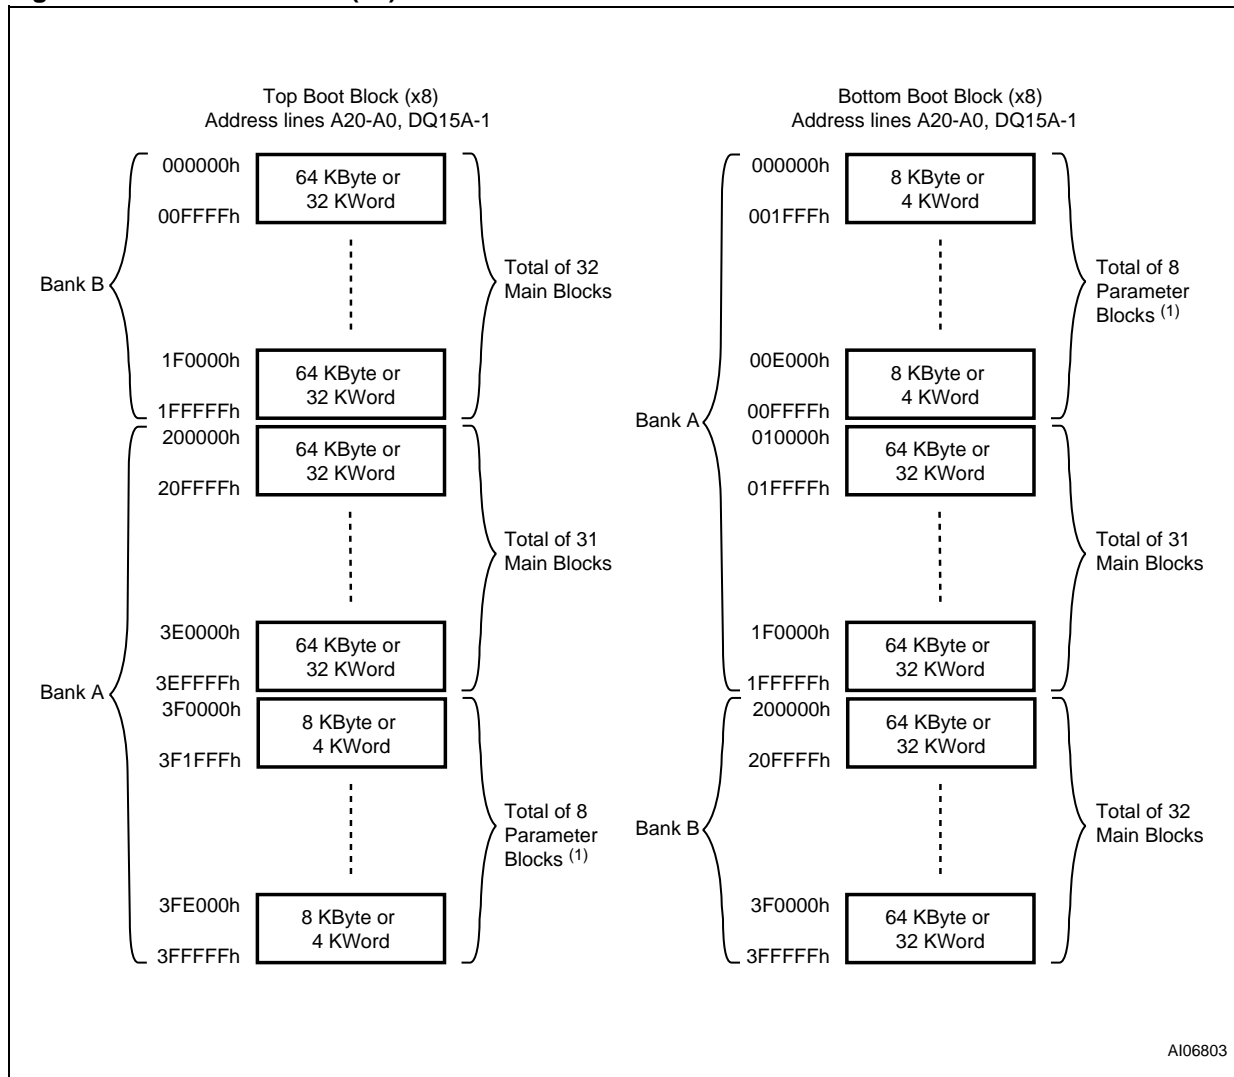 Top Boot Block (x8)
Address lines A20-A0, DQ15A-1
Bank B
000000h
64 KByte or
32 KWord
00FFFFh
Total of 32
Main Blocks
1F0000h
64 KByte or
32 KWord
1FFFFFh
Bank A
200000h
64 KByte or
32 KWord
20FFFFh
Total of 31
Main Blocks
3E0000h
64 KByte or
32 KWord
3EFFFFh
3F0000h
8 KByte or
4 KWord
3F1FFFh
Total of 8
Parameter
Blocks (1)
3FE000h
8 KByte or
4 KWord
3FFFFFh
Bottom Boot Block (x8)
Address lines A20-A0, DQ15A-1
Bank A
000000h
8 KByte or
4 KWord
001FFFh
Total of 8
Parameter
Blocks (1)
00E000h
8 KByte or
4 KWord
00FFFFh
010000h
64 KByte or
32 KWord
01FFFFh
Total of 31
Main Blocks
1F0000h
64 KByte or
32 KWord
1FFFFFh
Bank B
200000h
64 KByte or
32 KWord
20FFFFh
Total of 32
Main Blocks
3F0000h
64 KByte or
32 KWord
3FFFFFh
AI06803